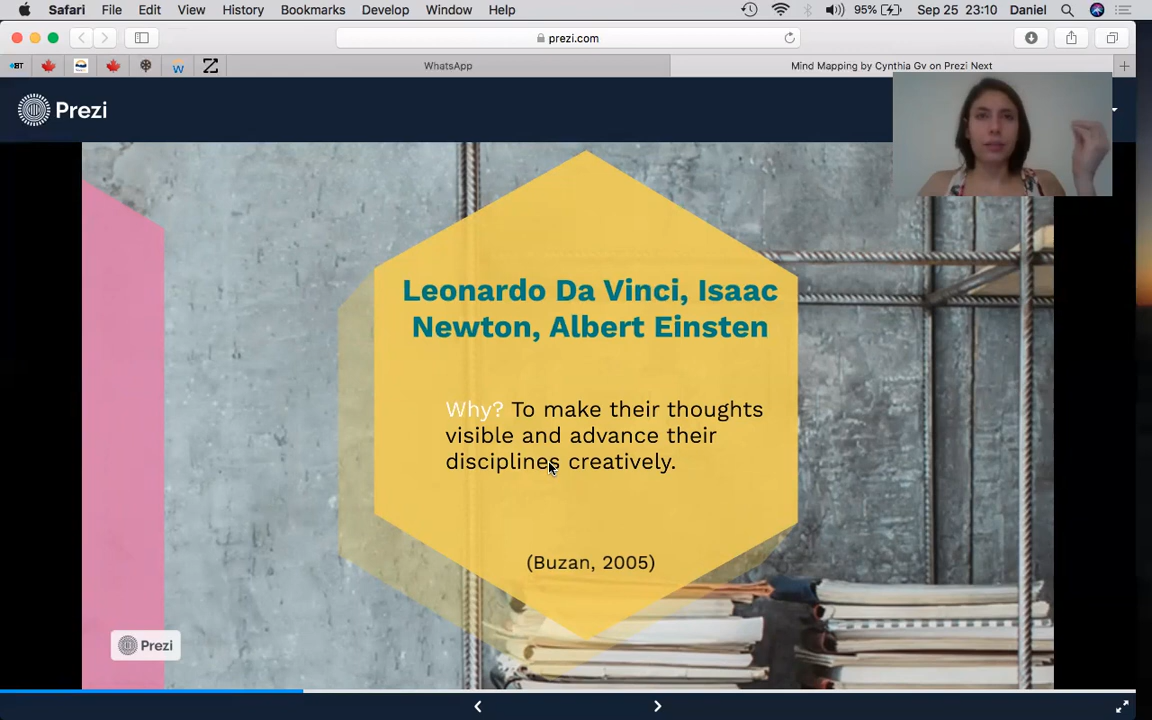 Safari File Edit View History Bookmarks Develop Window Help 95% Sep 25 23:10 Daniel
prezi.com
BT W Z WhatsApp Mind Mapping by Cynthia Gv on Prezi Next
Prezi
Leonardo Da Vinci, Isaac
Newton, Albert Einsten
Why? To make their thoughts
visible and advance their
disciplines creatively.
(Buzan, 2005)
Prezi